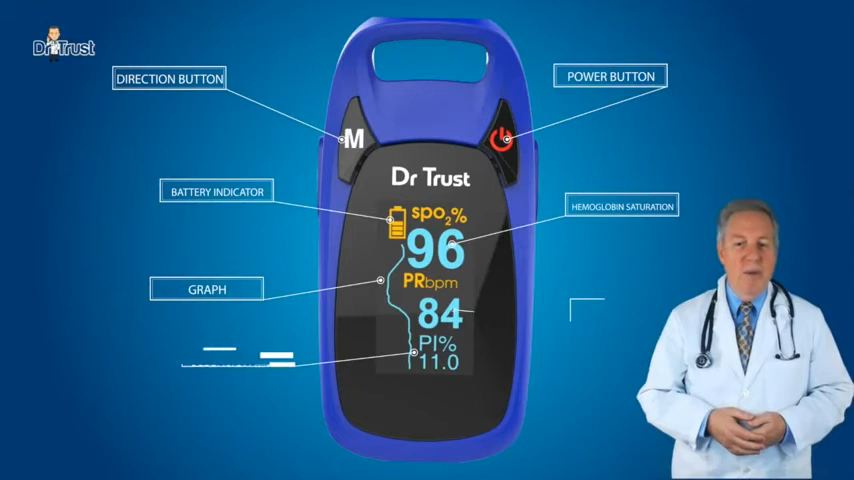 Dr Trust
DIRECTION BUTTON
POWER BUTTON
M
Dr Trust
BATTERY INDICATOR
spo2%
HEMOGLOBIN SATURATION
96
PRbpm
GRAPH
84
PI%
11.0